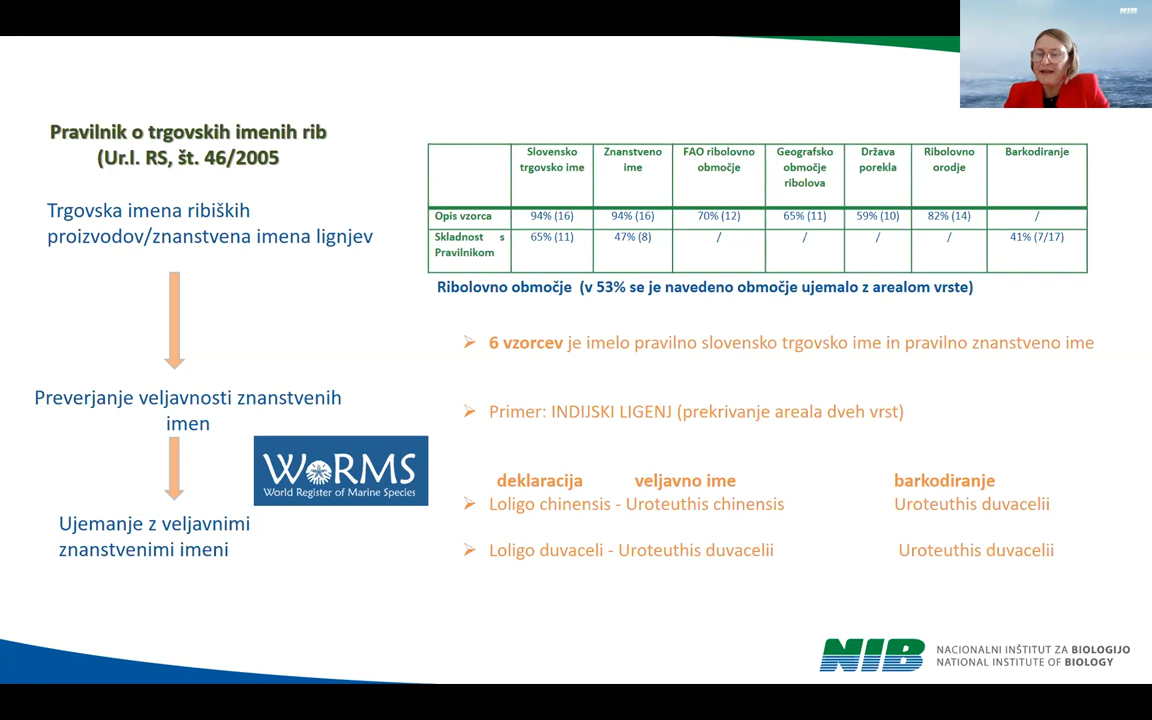 NIB
Pravilnik o trgovskih imenih rib
(Ur.l. RS, št. 46/2005
Trgovska imena ribiških
proizvodov/znanstvena imena lignjev
Preverjanje veljavnosti znanstvenih
imen
WoRMS
World Register of Marine Species
Ujemanje z veljavnimi
znanstvenimi imeni
Slovensko trgovsko ime Znanstveno ime FAO ribolovno območje Geografsko območje ribolova Država porekla Ribolovno orodje Barkodiranje
Opis vzorca 94% (16) 94% (16) 70% (12) 65% (11) 59% (10) 82% (14) /
Skladnost s Pravilnikom 65% (11) 47% (8) / / / / 41% (7/17)
Ribolovno območje (v 53% se je navedeno območje ujemalo z arealom vrste)
6 vzorcev je imelo pravilno slovensko trgovsko ime in pravilno znanstveno ime
Primer: INDIJSKI LIGENJ (prekrivanje areala dveh vrst)
deklaracija veljavno ime barkodiranje
Loligo chinensis - Uroteuthis chinensis Uroteuthis duvacelii
Loligo duvaceli - Uroteuthis duvacelii Uroteuthis duvacelii
NIB
NACIONALNI INŠTITUT ZA BIOLOGIJO
NATIONAL INSTITUTE OF BIOLOGY